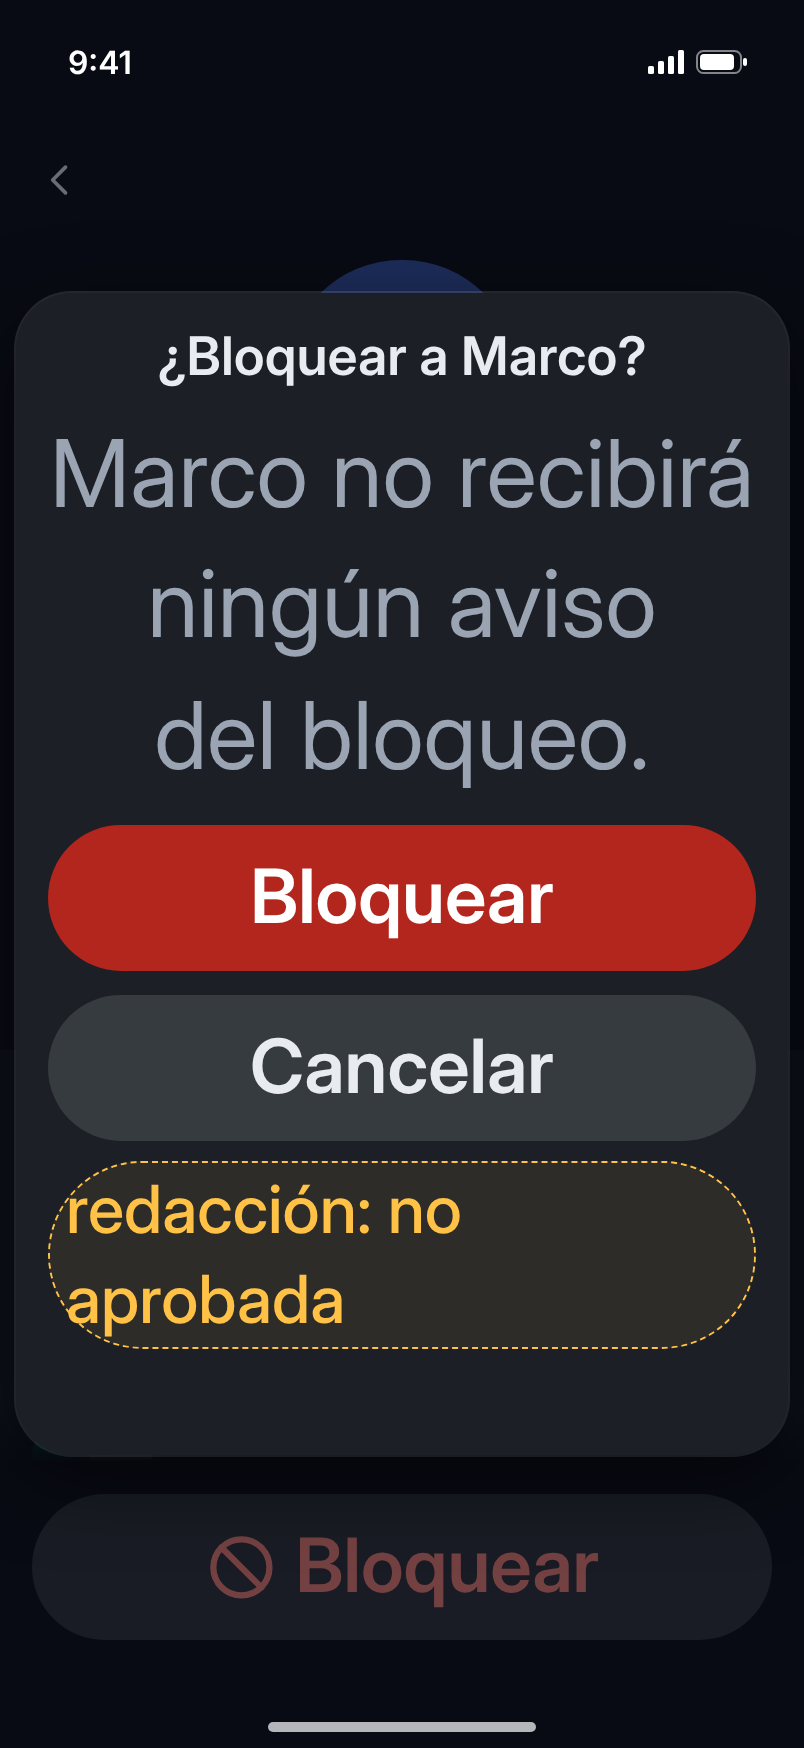 9:41
¿Bloquear a Marco?
Marco no recibirá
ningún aviso
del bloqueo.
Bloquear
Cancelar
redacción: no
aprobada
Bloquear